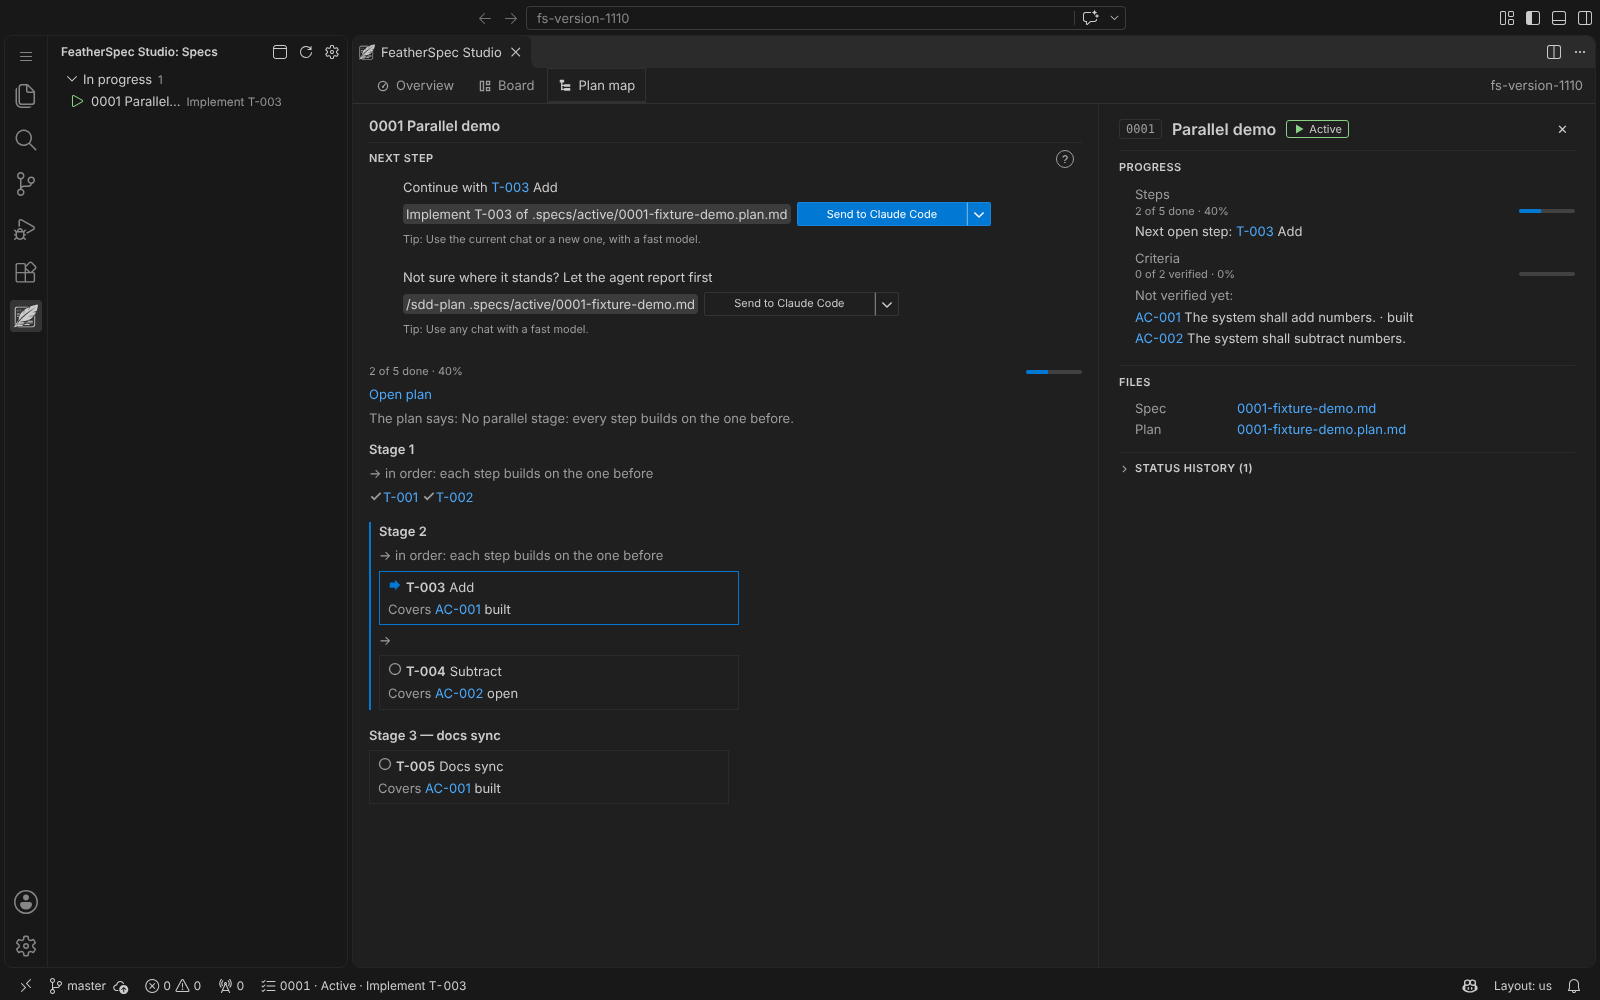 fs-version-1110
FeatherSpec Studio: Specs
In progress 1
0001 Parallel... Implement T-003
FeatherSpec Studio
Overview
Board
Plan map
fs-version-1110
0001 Parallel demo
NEXT STEP
?
Continue with T-003 Add
Implement T-003 of .specs/active/0001-fixture-demo.plan.md
Send to Claude Code
Tip: Use the current chat or a new one, with a fast model.
Not sure where it stands? Let the agent report first
/sdd-plan .specs/active/0001-fixture-demo.md
Send to Claude Code
Tip: Use any chat with a fast model.
2 of 5 done · 40%
Open plan
The plan says: No parallel stage: every step builds on the one before.
Stage 1
→ in order: each step builds on the one before
✓T-001 ✓T-002
Stage 2
→ in order: each step builds on the one before
T-003 Add
Covers AC-001 built
→
T-004 Subtract
Covers AC-002 open
Stage 3 — docs sync
T-005 Docs sync
Covers AC-001 built
0001 Parallel demo Active
PROGRESS
Steps
2 of 5 done · 40%
Next open step: T-003 Add
Criteria
0 of 2 verified · 0%
Not verified yet:
AC-001 The system shall add numbers. · built
AC-002 The system shall subtract numbers.
FILES
Spec 0001-fixture-demo.md
Plan 0001-fixture-demo.plan.md
STATUS HISTORY (1)
master
0 0
0
0001 · Active · Implement T-003
Layout: us